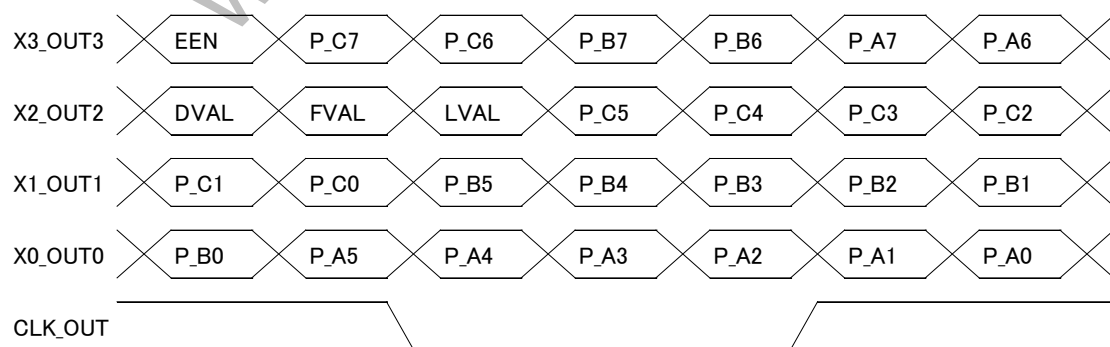 X3_OUT3 EEN P_C7 P_C6 P_B7 P_B6 P_A7 P_A6
X2_OUT2 DVAL FVAL LVAL P_C5 P_C4 P_C3 P_C2
X1_OUT1 P_C1 P_C0 P_B5 P_B4 P_B3 P_B2 P_B1
X0_OUT0 P_B0 P_A5 P_A4 P_A3 P_A2 P_A1 P_A0
CLK_OUT